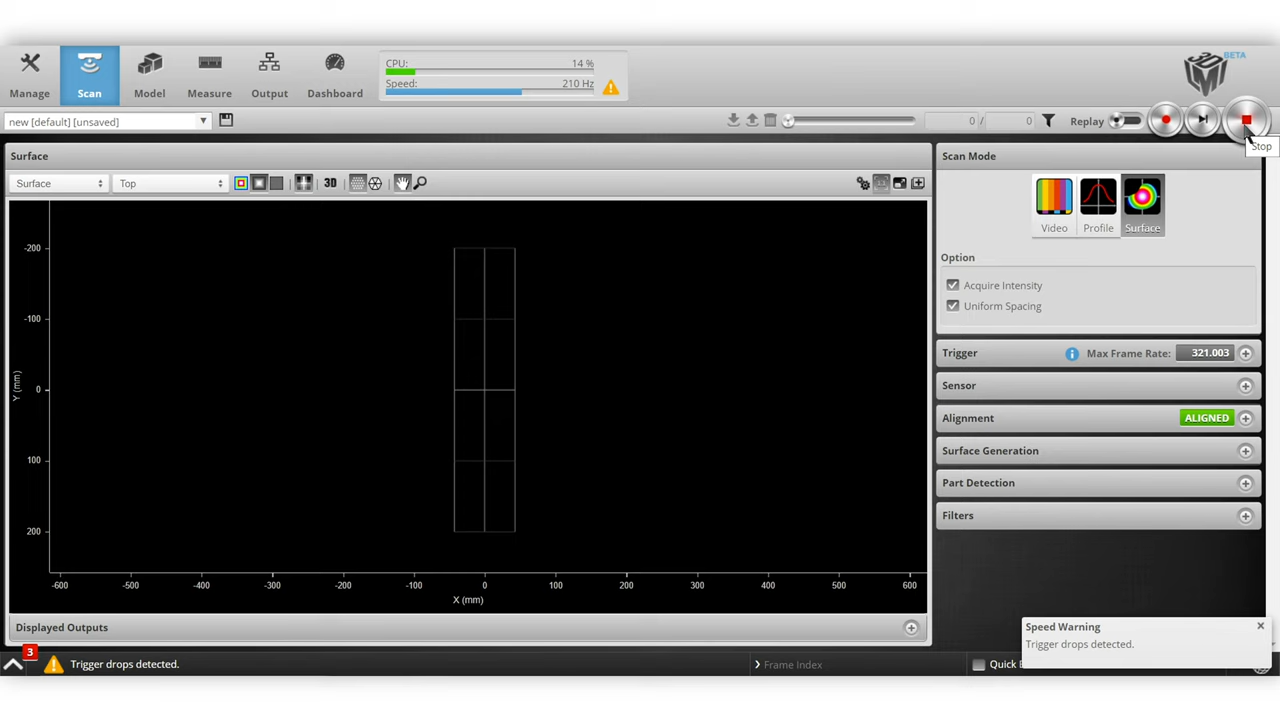 Manage
Scan
Model
Measure
Output
Dashboard
CPU: 14 %
Speed: 210 Hz
BETA
new [default] [unsaved]
0 / 0
Replay
Stop
Surface
Surface
Top
3D
-200
-100
0
100
200
Y (mm)
-600 -500 -400 -300 -200 -100 0 100 200 300 400 500 600
X (mm)
Displayed Outputs
Scan Mode
Video
Profile
Surface
Option
Acquire Intensity
Uniform Spacing
Trigger
Max Frame Rate: 321.003
Sensor
Alignment ALIGNED
Surface Generation
Part Detection
Filters
Speed Warning
Trigger drops detected.
3
Trigger drops detected.
Frame Index
Quick